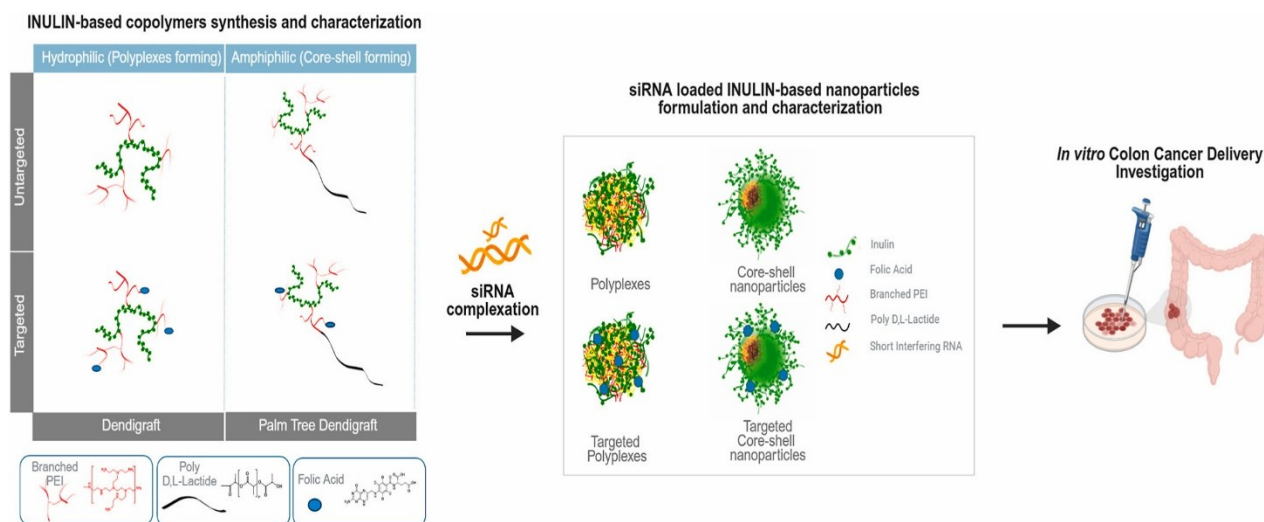 INULIN-based copolymers synthesis and characterization
Hydrophilic (Polyplexes forming)
Amphiphilic (Core-shell forming)
Untargeted
Targeted
Dendigraft
Palm Tree Dendigraft
Branched
PEI
Poly
D,L-Lactide
Folic Acid
siRNA
complexation
siRNA loaded INULIN-based nanoparticles
formulation and characterization
Polyplexes
Core-shell
nanoparticles
Targeted
Polyplexes
Targeted
Core-shell
nanoparticles
Inulin
Folic Acid
Branched PEI
Poly D,L-Lactide
Short Interfering RNA
In vitro Colon Cancer Delivery
Investigation